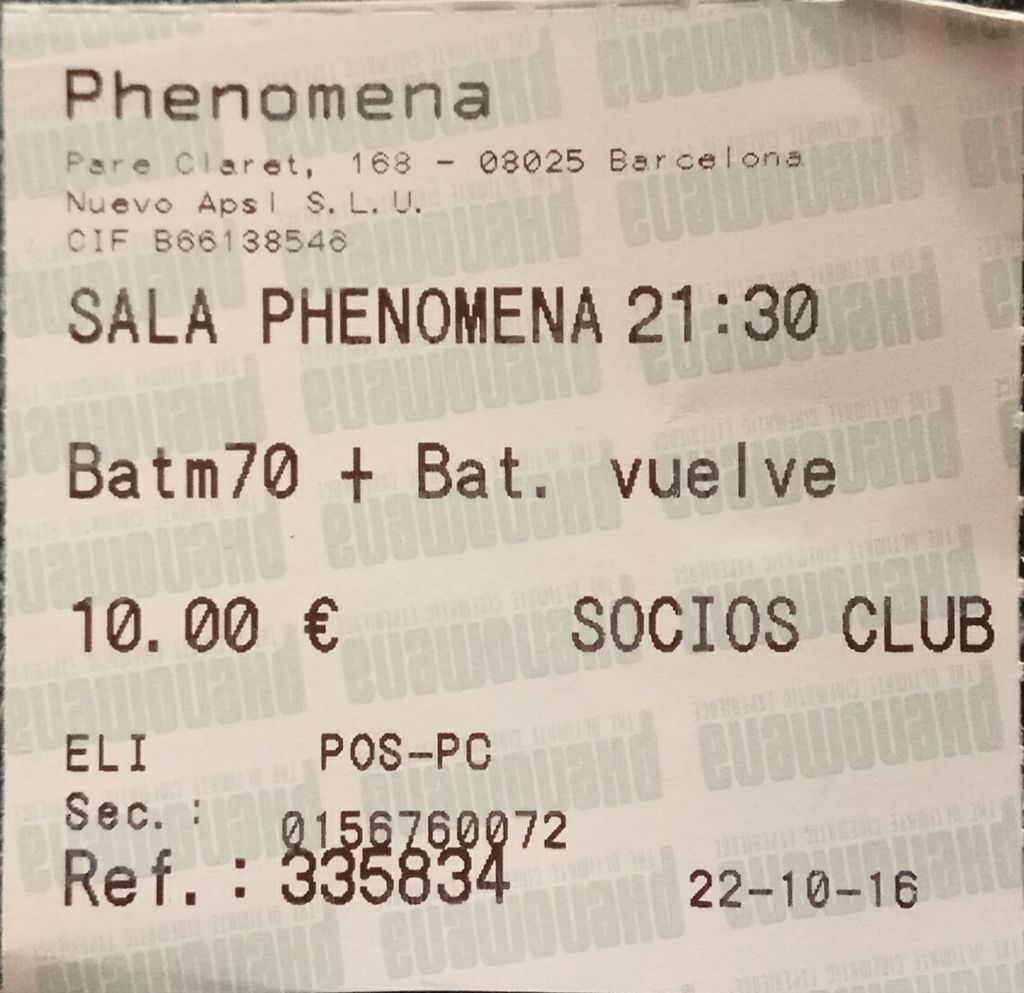 Phenomena
Pare Claret, 168 - 08025 Barcelona
Nuevo Apsl S.L.U.
CIF B66138546
SALA PHENOMENA 21:30
Batm70 + Bat. vuelve
10.00 € SOCIOS CLUB
ELI POS-PC
Sec.: 0156760072
Ref.: 335834 22-10-16